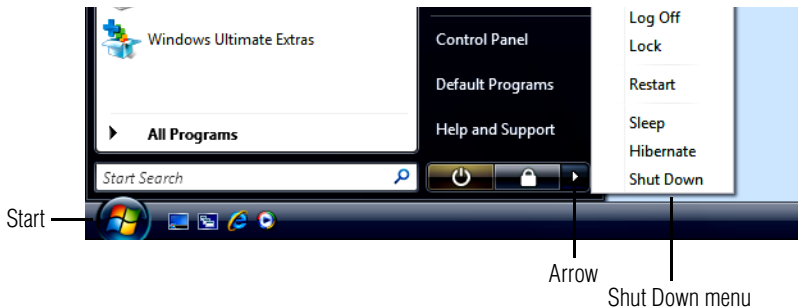 Windows Ultimate Extras
All Programs
Start Search
Control Panel
Default Programs
Help and Support
Log Off
Lock
Restart
Sleep
Hibernate
Shut Down
Start
Arrow
Shut Down menu